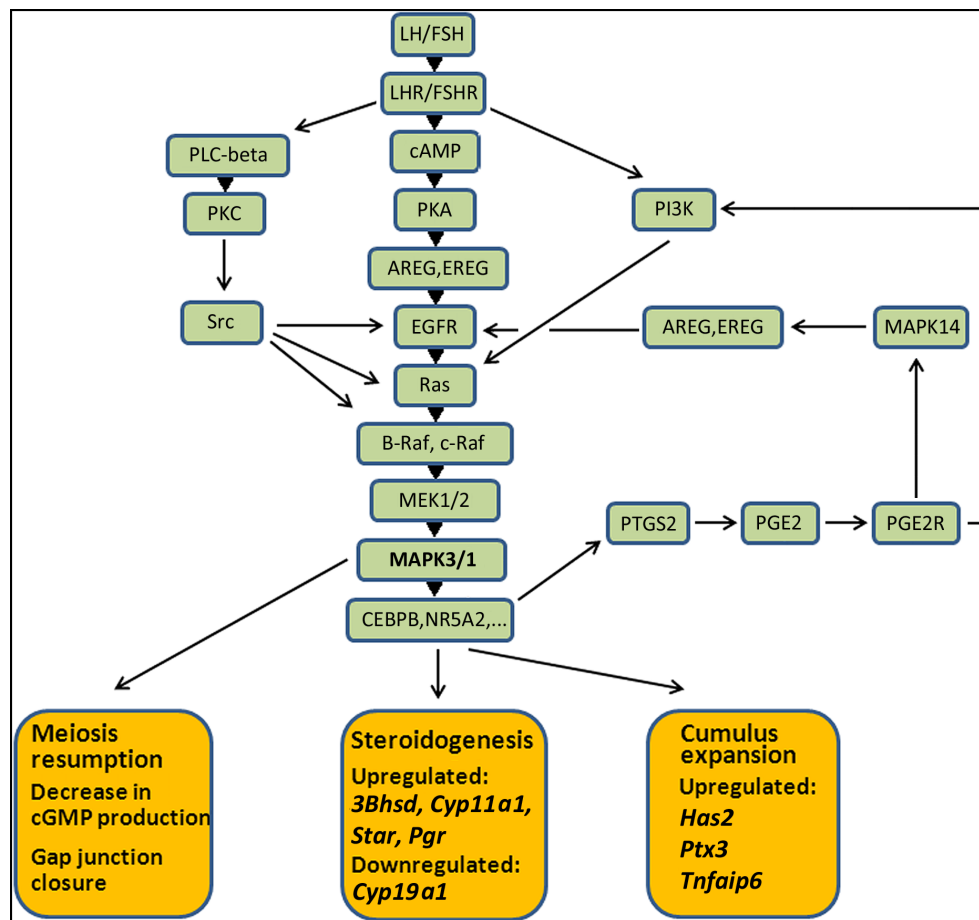 LH/FSH
LHR/FSHR
PLC-beta
cAMP
PKC
PKA
PI3K
AREG,EREG
Src
EGFR
AREG,EREG
MAPK14
Ras
B-Raf, c-Raf
MEK1/2
PTGS2
PGE2
PGE2R
MAPK3/1
CEBPB,NR5A2,...
Meiosis
resumption
Decrease in
cGMP production
Gap junction
closure
Steroidogenesis
Upregulated:
3Bhsd, Cyp11a1,
Star, Pgr
Downregulated:
Cyp19a1
Cumulus
expansion
Upregulated:
Has2
Ptx3
Tnfaip6